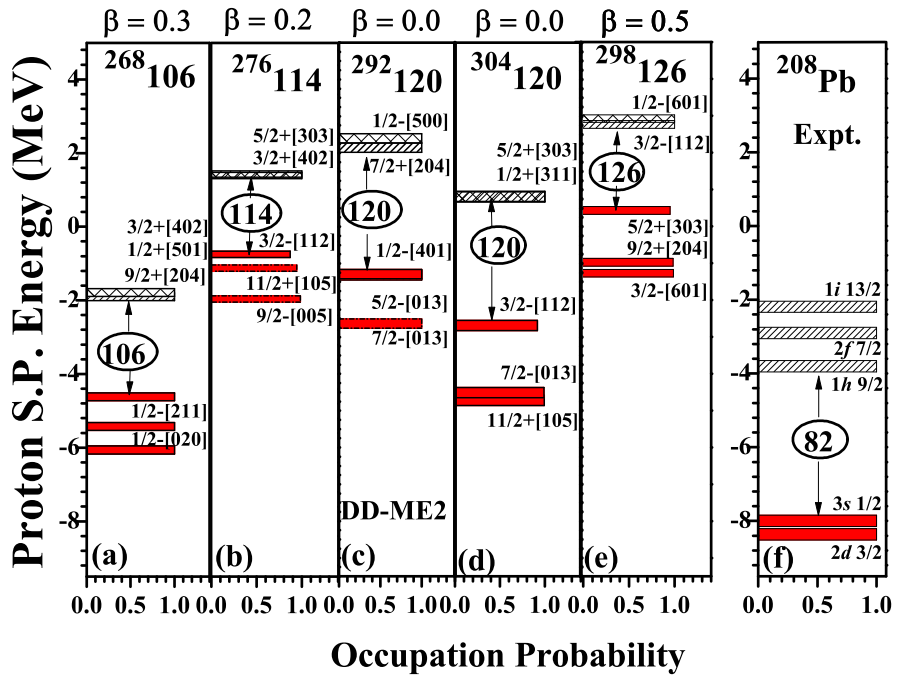 β = 0.3 β = 0.2 β = 0.0 β = 0.0 β = 0.5
Proton S.P. Energy (MeV)
4
2
0
-2
-4
-6
-8
²⁶⁸106
3/2+[402]
1/2+[501]
9/2+[204]
106
1/2-[211]
1/2-[020]
(a)
0.0 0.5 1.0
²⁷⁶114
5/2+[303]
3/2+[402]
114
3/2-[112]
11/2+[105]
9/2-[005]
(b)
0.0 0.5 1.0
²⁹²120
1/2-[500]
7/2+[204]
120
1/2-[401]
5/2-[013]
7/2-[013]
DD-ME2
(c)
0.0 0.5 1.0
³⁰⁴120
5/2+[303]
1/2+[311]
120
3/2-[112]
7/2-[013]
11/2+[105]
(d)
0.0 0.5 1.0
²⁹⁸126
1/2-[601]
3/2-[112]
126
5/2+[303]
9/2+[204]
3/2-[601]
(e)
0.0 0.5 1.0
²⁰⁸Pb
Expt.
1i 13/2
2f 7/2
1h 9/2
82
3s 1/2
2d 3/2
(f)
0.0 0.5 1.0
Occupation Probability